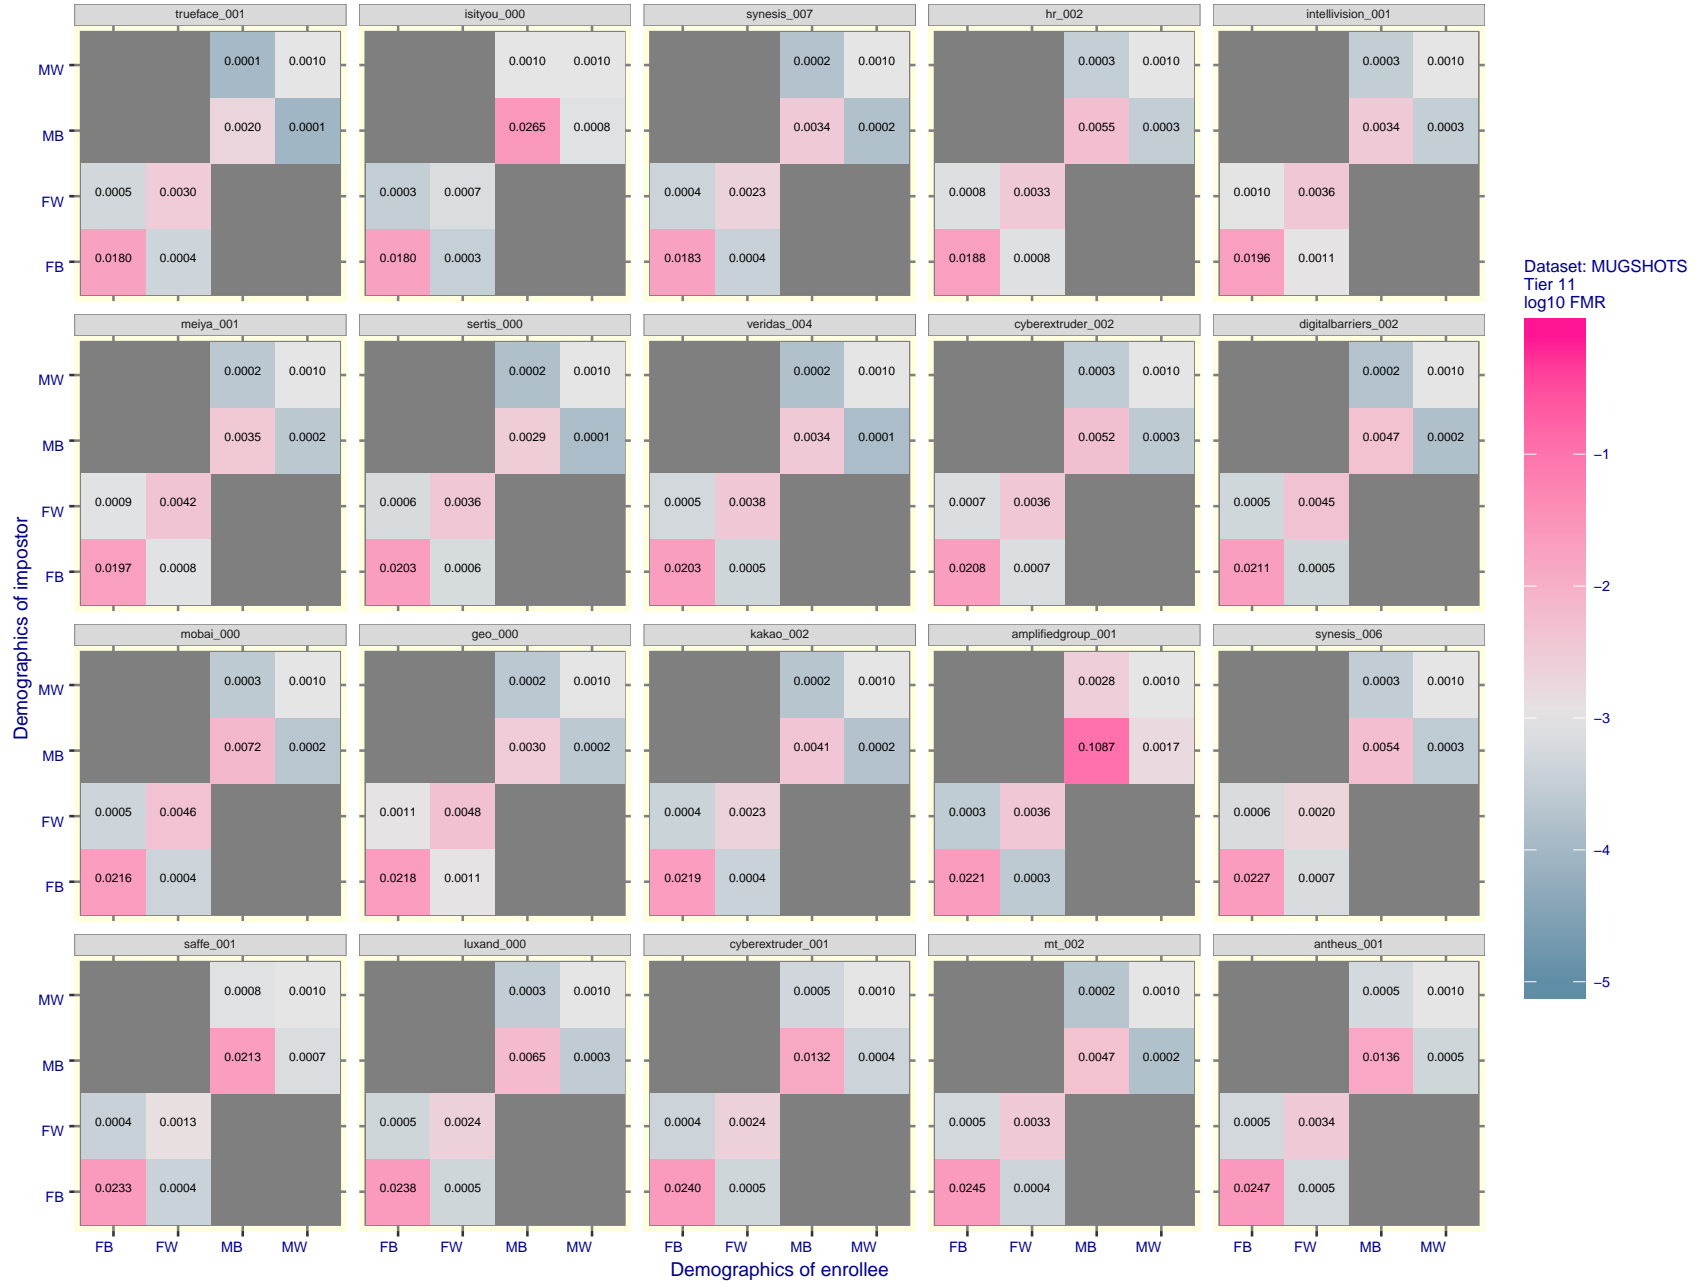 trueface_001 isityou_000 synesis_007 hr_002 intellivision_001
MW 0.0001 0.0010 0.0010 0.0010 0.0002 0.0010 0.0003 0.0010 0.0003 0.0010
MB 0.0020 0.0001 0.0265 0.0008 0.0034 0.0002 0.0055 0.0003 0.0034 0.0003
FW 0.0005 0.0030 0.0003 0.0007 0.0004 0.0023 0.0008 0.0033 0.0010 0.0036
FB 0.0180 0.0004 0.0180 0.0003 0.0183 0.0004 0.0188 0.0008 0.0196 0.0011
meiya_001 sertis_000 veridas_004 cyberextruder_002 digitalbarriers_002
MW 0.0002 0.0010 0.0002 0.0010 0.0002 0.0010 0.0003 0.0010 0.0002 0.0010
MB 0.0035 0.0002 0.0029 0.0001 0.0034 0.0001 0.0052 0.0003 0.0047 0.0002
FW 0.0009 0.0042 0.0006 0.0036 0.0005 0.0038 0.0007 0.0036 0.0005 0.0045
FB 0.0197 0.0008 0.0203 0.0006 0.0203 0.0005 0.0208 0.0007 0.0211 0.0005
mobai_000 geo_000 kakao_002 amplifiedgroup_001 synesis_006
MW 0.0003 0.0010 0.0002 0.0010 0.0002 0.0010 0.0028 0.0010 0.0003 0.0010
MB 0.0072 0.0002 0.0030 0.0002 0.0041 0.0002 0.1087 0.0017 0.0054 0.0003
FW 0.0005 0.0046 0.0011 0.0048 0.0004 0.0023 0.0003 0.0036 0.0006 0.0020
FB 0.0216 0.0004 0.0218 0.0011 0.0219 0.0004 0.0221 0.0003 0.0227 0.0007
saffe_001 luxand_000 cyberextruder_001 mt_002 antheus_001
MW 0.0008 0.0010 0.0003 0.0010 0.0005 0.0010 0.0002 0.0010 0.0005 0.0010
MB 0.0213 0.0007 0.0065 0.0003 0.0132 0.0004 0.0047 0.0002 0.0136 0.0005
FW 0.0004 0.0013 0.0005 0.0024 0.0004 0.0024 0.0005 0.0033 0.0005 0.0034
FB 0.0233 0.0004 0.0238 0.0005 0.0240 0.0005 0.0245 0.0004 0.0247 0.0005
FB FW MB MW FB FW MB MW FB FW MB MW FB FW MB MW FB FW MB MW
Demographics of enrollee
Demographics of impostor
Dataset: MUGSHOTS
Tier 11
log10 FMR
−1
−2
−3
−4
−5